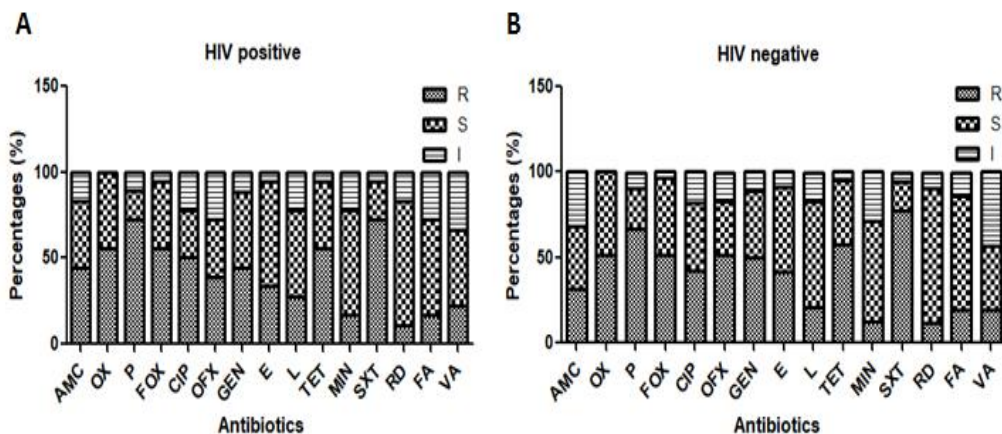 A
HIV positive
150
100
50
0
Percentages (%)
R
S
I
AMC
OX
P
FOX
CIP
OFX
GEN
E
L
TET
MIN
SXT
RD
FA
VA
Antibiotics
B
HIV negative
150
100
50
0
Percentages (%)
R
S
I
AMC
OX
P
FOX
CIP
OFX
GEN
E
L
TET
MIN
SXT
RD
FA
VA
Antibiotics